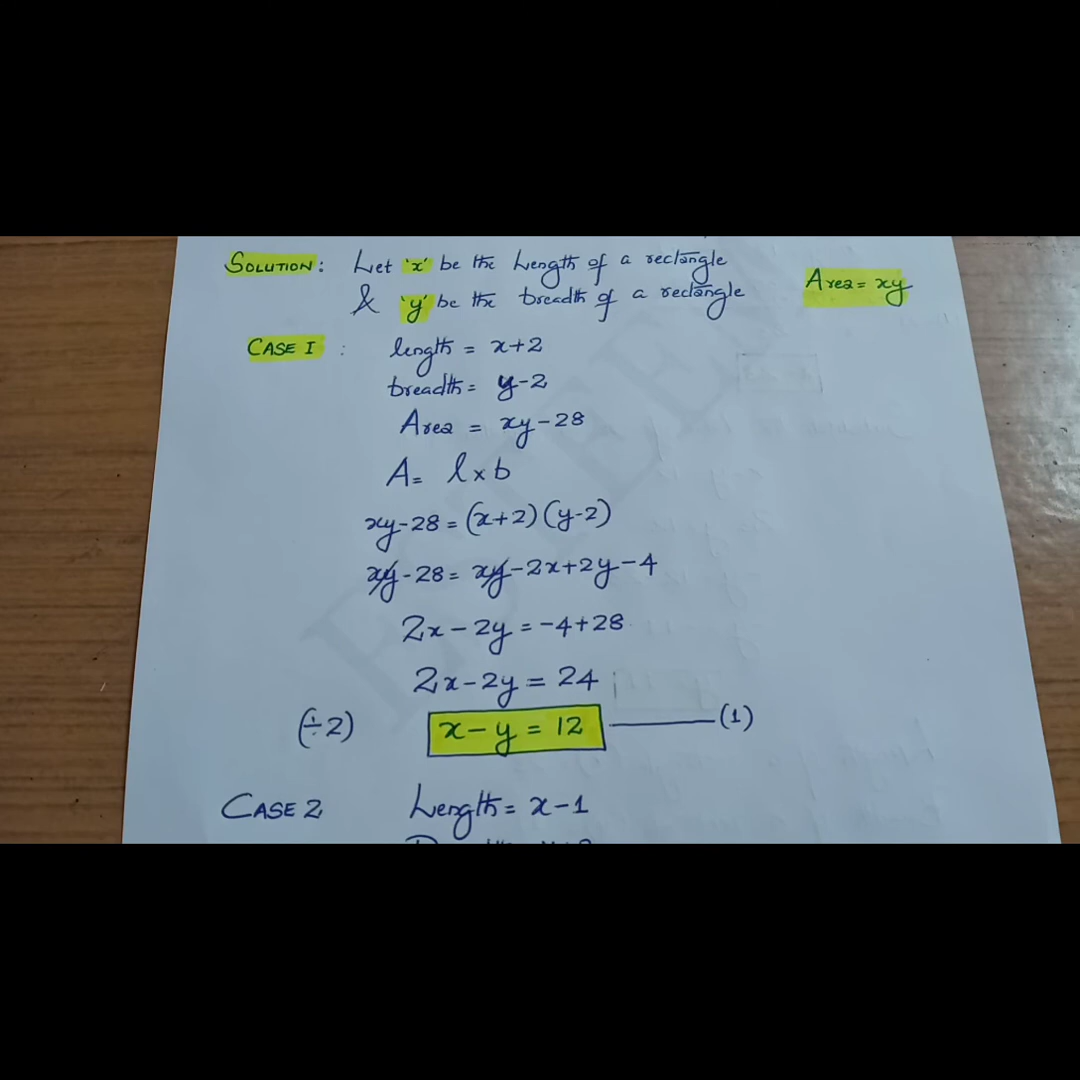 SOLUTION: Let 'x' be the Length of a rectangle
& 'y' be the breadth of a rectangle
Area = xy
CASE I : length = x+2
breadth = y-2
Area = xy-28
A = l×b
xy-28 = (x+2)(y-2)
xy-28 = xy-2x+2y-4
2x-2y = -4+28
2x-2y = 24
(÷2) x-y = 12 ———(1)
CASE 2 Length = x-1